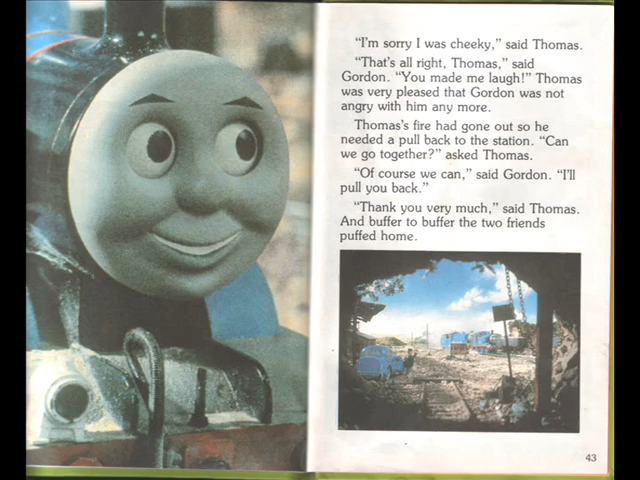 "I'm sorry I was cheeky," said Thomas.
"That's all right, Thomas," said
Gordon. "You made me laugh!" Thomas
was very pleased that Gordon was not
angry with him any more.
Thomas's fire had gone out so he
needed a pull back to the station. "Can
we go together?" asked Thomas.
"Of course we can," said Gordon. "I'll
pull you back."
"Thank you very much," said Thomas.
And buffer to buffer the two friends
puffed home.
43